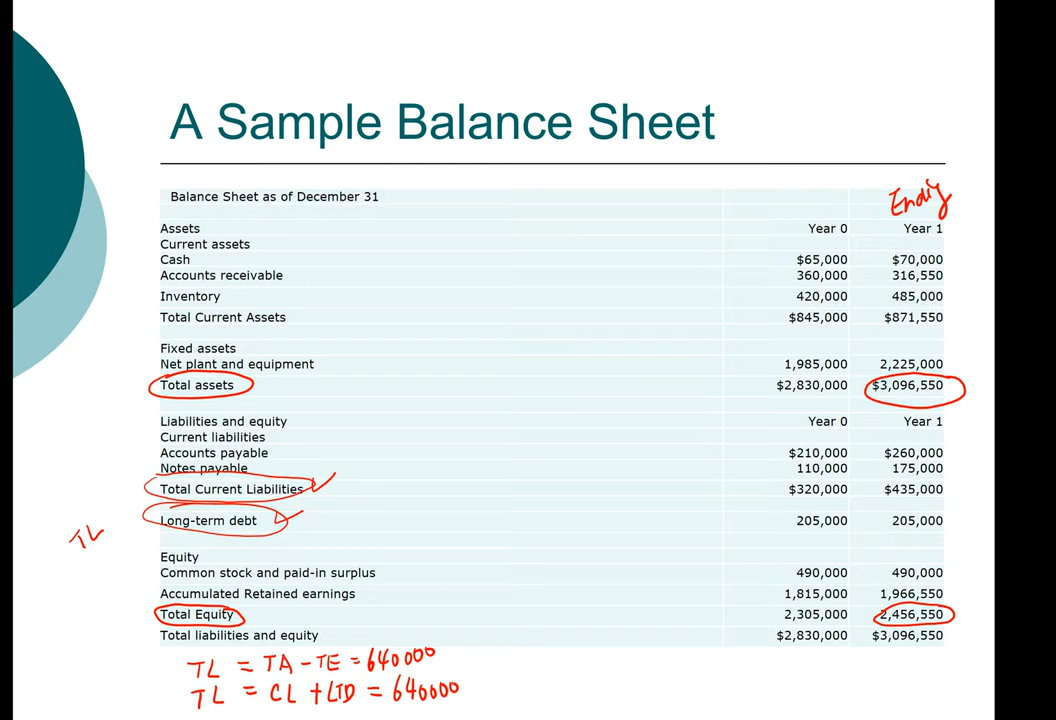 A Sample Balance Sheet
Balance Sheet as of December 31
Ending
Assets Year 0 Year 1
Current assets
Cash $65,000 $70,000
Accounts receivable 360,000 316,550
Inventory 420,000 485,000
Total Current Assets $845,000 $871,550
Fixed assets
Net plant and equipment 1,985,000 2,225,000
Total assets $2,830,000 $3,096,550
Liabilities and equity Year 0 Year 1
Current liabilities
Accounts payable $210,000 $260,000
Notes payable 110,000 175,000
Total Current Liabilities $320,000 $435,000
Long-term debt 205,000 205,000
TL
Equity
Common stock and paid-in surplus 490,000 490,000
Accumulated Retained earnings 1,815,000 1,966,550
Total Equity 2,305,000 2,456,550
Total liabilities and equity $2,830,000 $3,096,550
TL = TA - TE = 640000
TL = CL + LTD = 640000